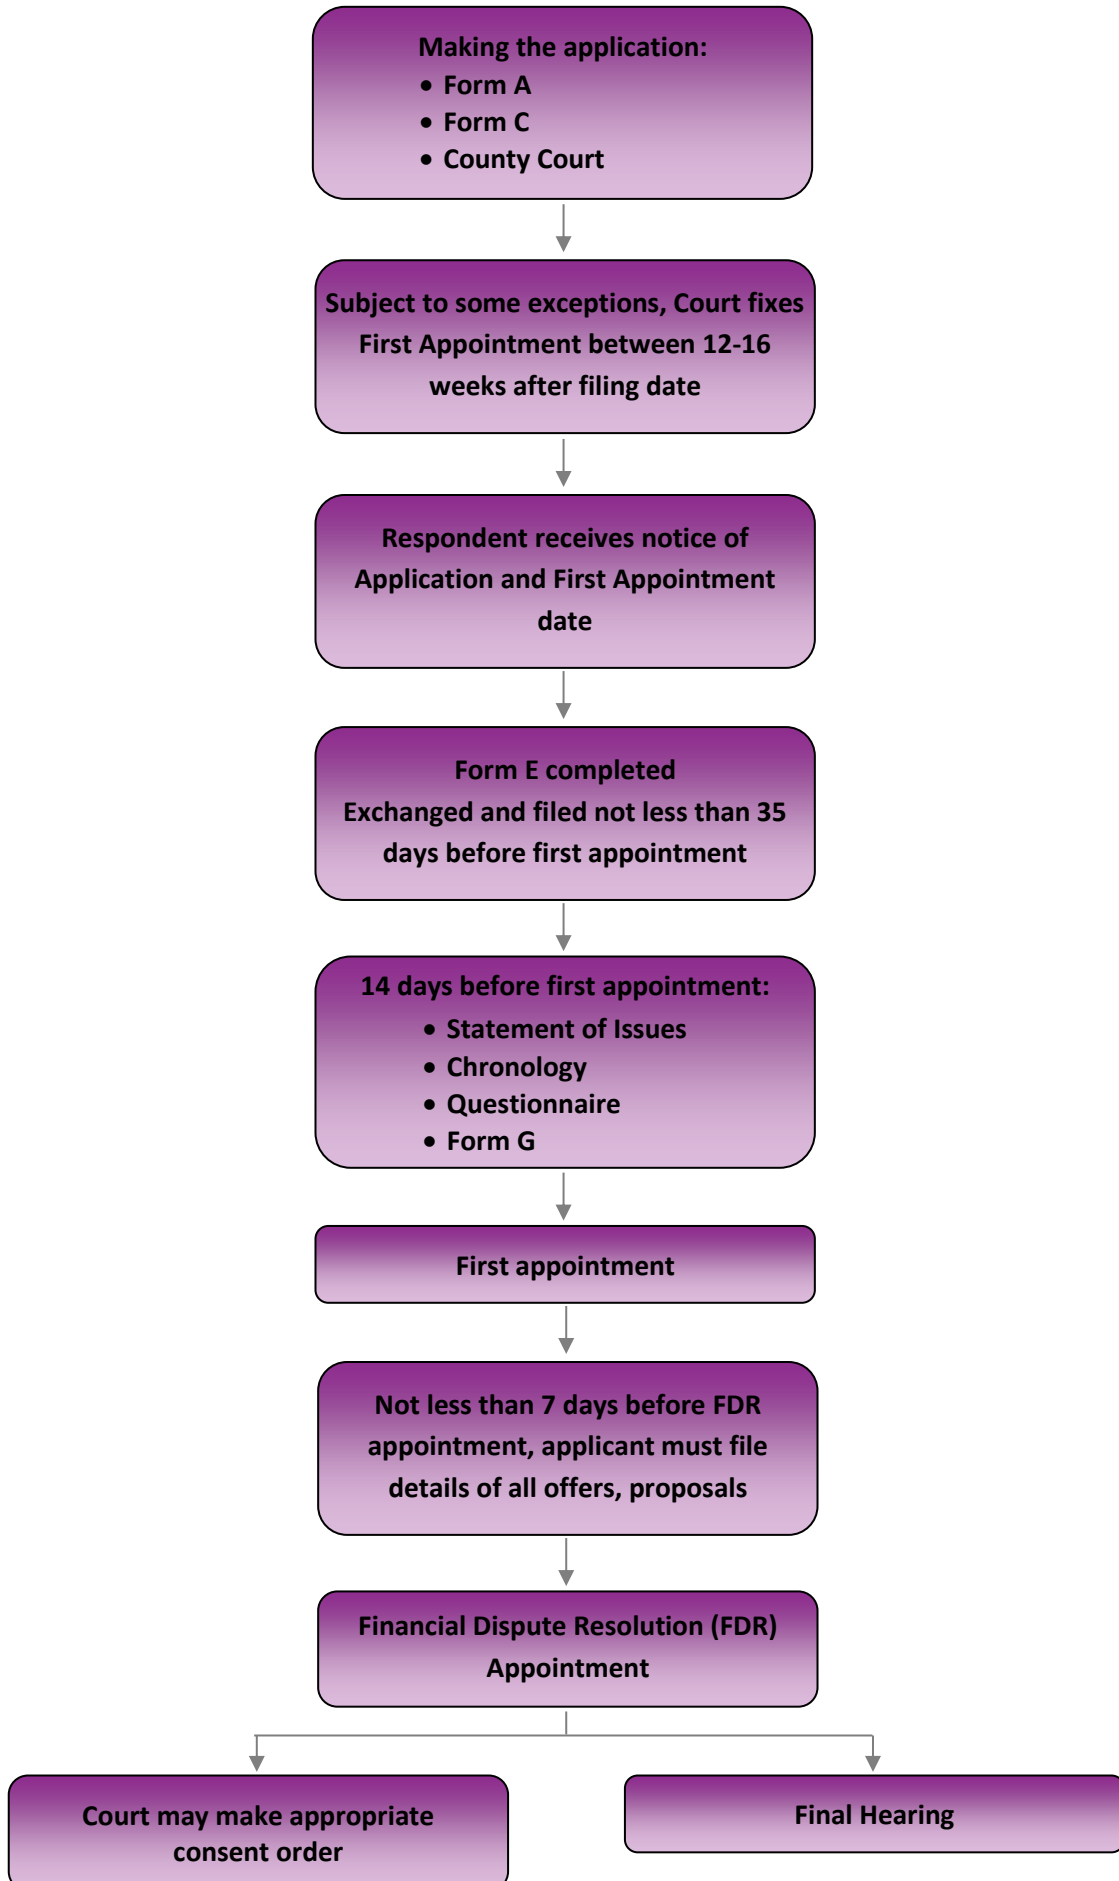 Making the application:
• Form A
• Form C
• County Court
Subject to some exceptions, Court fixes
First Appointment between 12-16
weeks after filing date
Respondent receives notice of
Application and First Appointment
date
Form E completed
Exchanged and filed not less than 35
days before first appointment
14 days before first appointment:
• Statement of Issues
• Chronology
• Questionnaire
• Form G
First appointment
Not less than 7 days before FDR
appointment, applicant must file
details of all offers, proposals
Financial Dispute Resolution (FDR)
Appointment
Court may make appropriate
consent order
Final Hearing